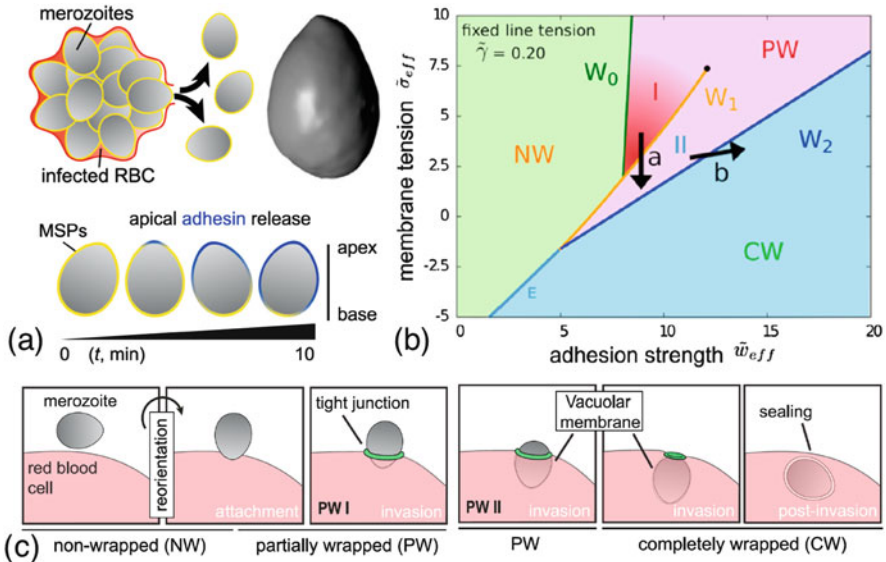 merozoites
infected RBC
MSPs
apical adhesin release
apex
base
0 (t, min) 10
(a)
membrane tension σ̃eff
10
7.5
5
2.5
0
-2.5
-5
fixed line tension
γ̃ = 0.20
W0
I
PW
W1
NW
II
a
b
W2
CW
E
0 5 10 15 20
adhesion strength w̃eff
(b)
merozoite
red blood
cell
reorientation
attachment
tight junction
PW I
invasion
Vacuolar
membrane
PW II
invasion
invasion
sealing
post-invasion
(c)
non-wrapped (NW)
partially wrapped (PW)
PW
completely wrapped (CW)